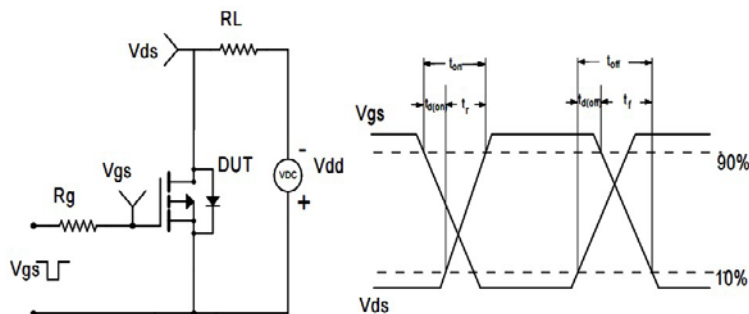 RL
Vds
Vgs
DUT
Rg
Vgs
VDC
-
Vdd
+
ton
toff
td(on)
tr
td(off)
tf
Vgs
90%
10%
Vds